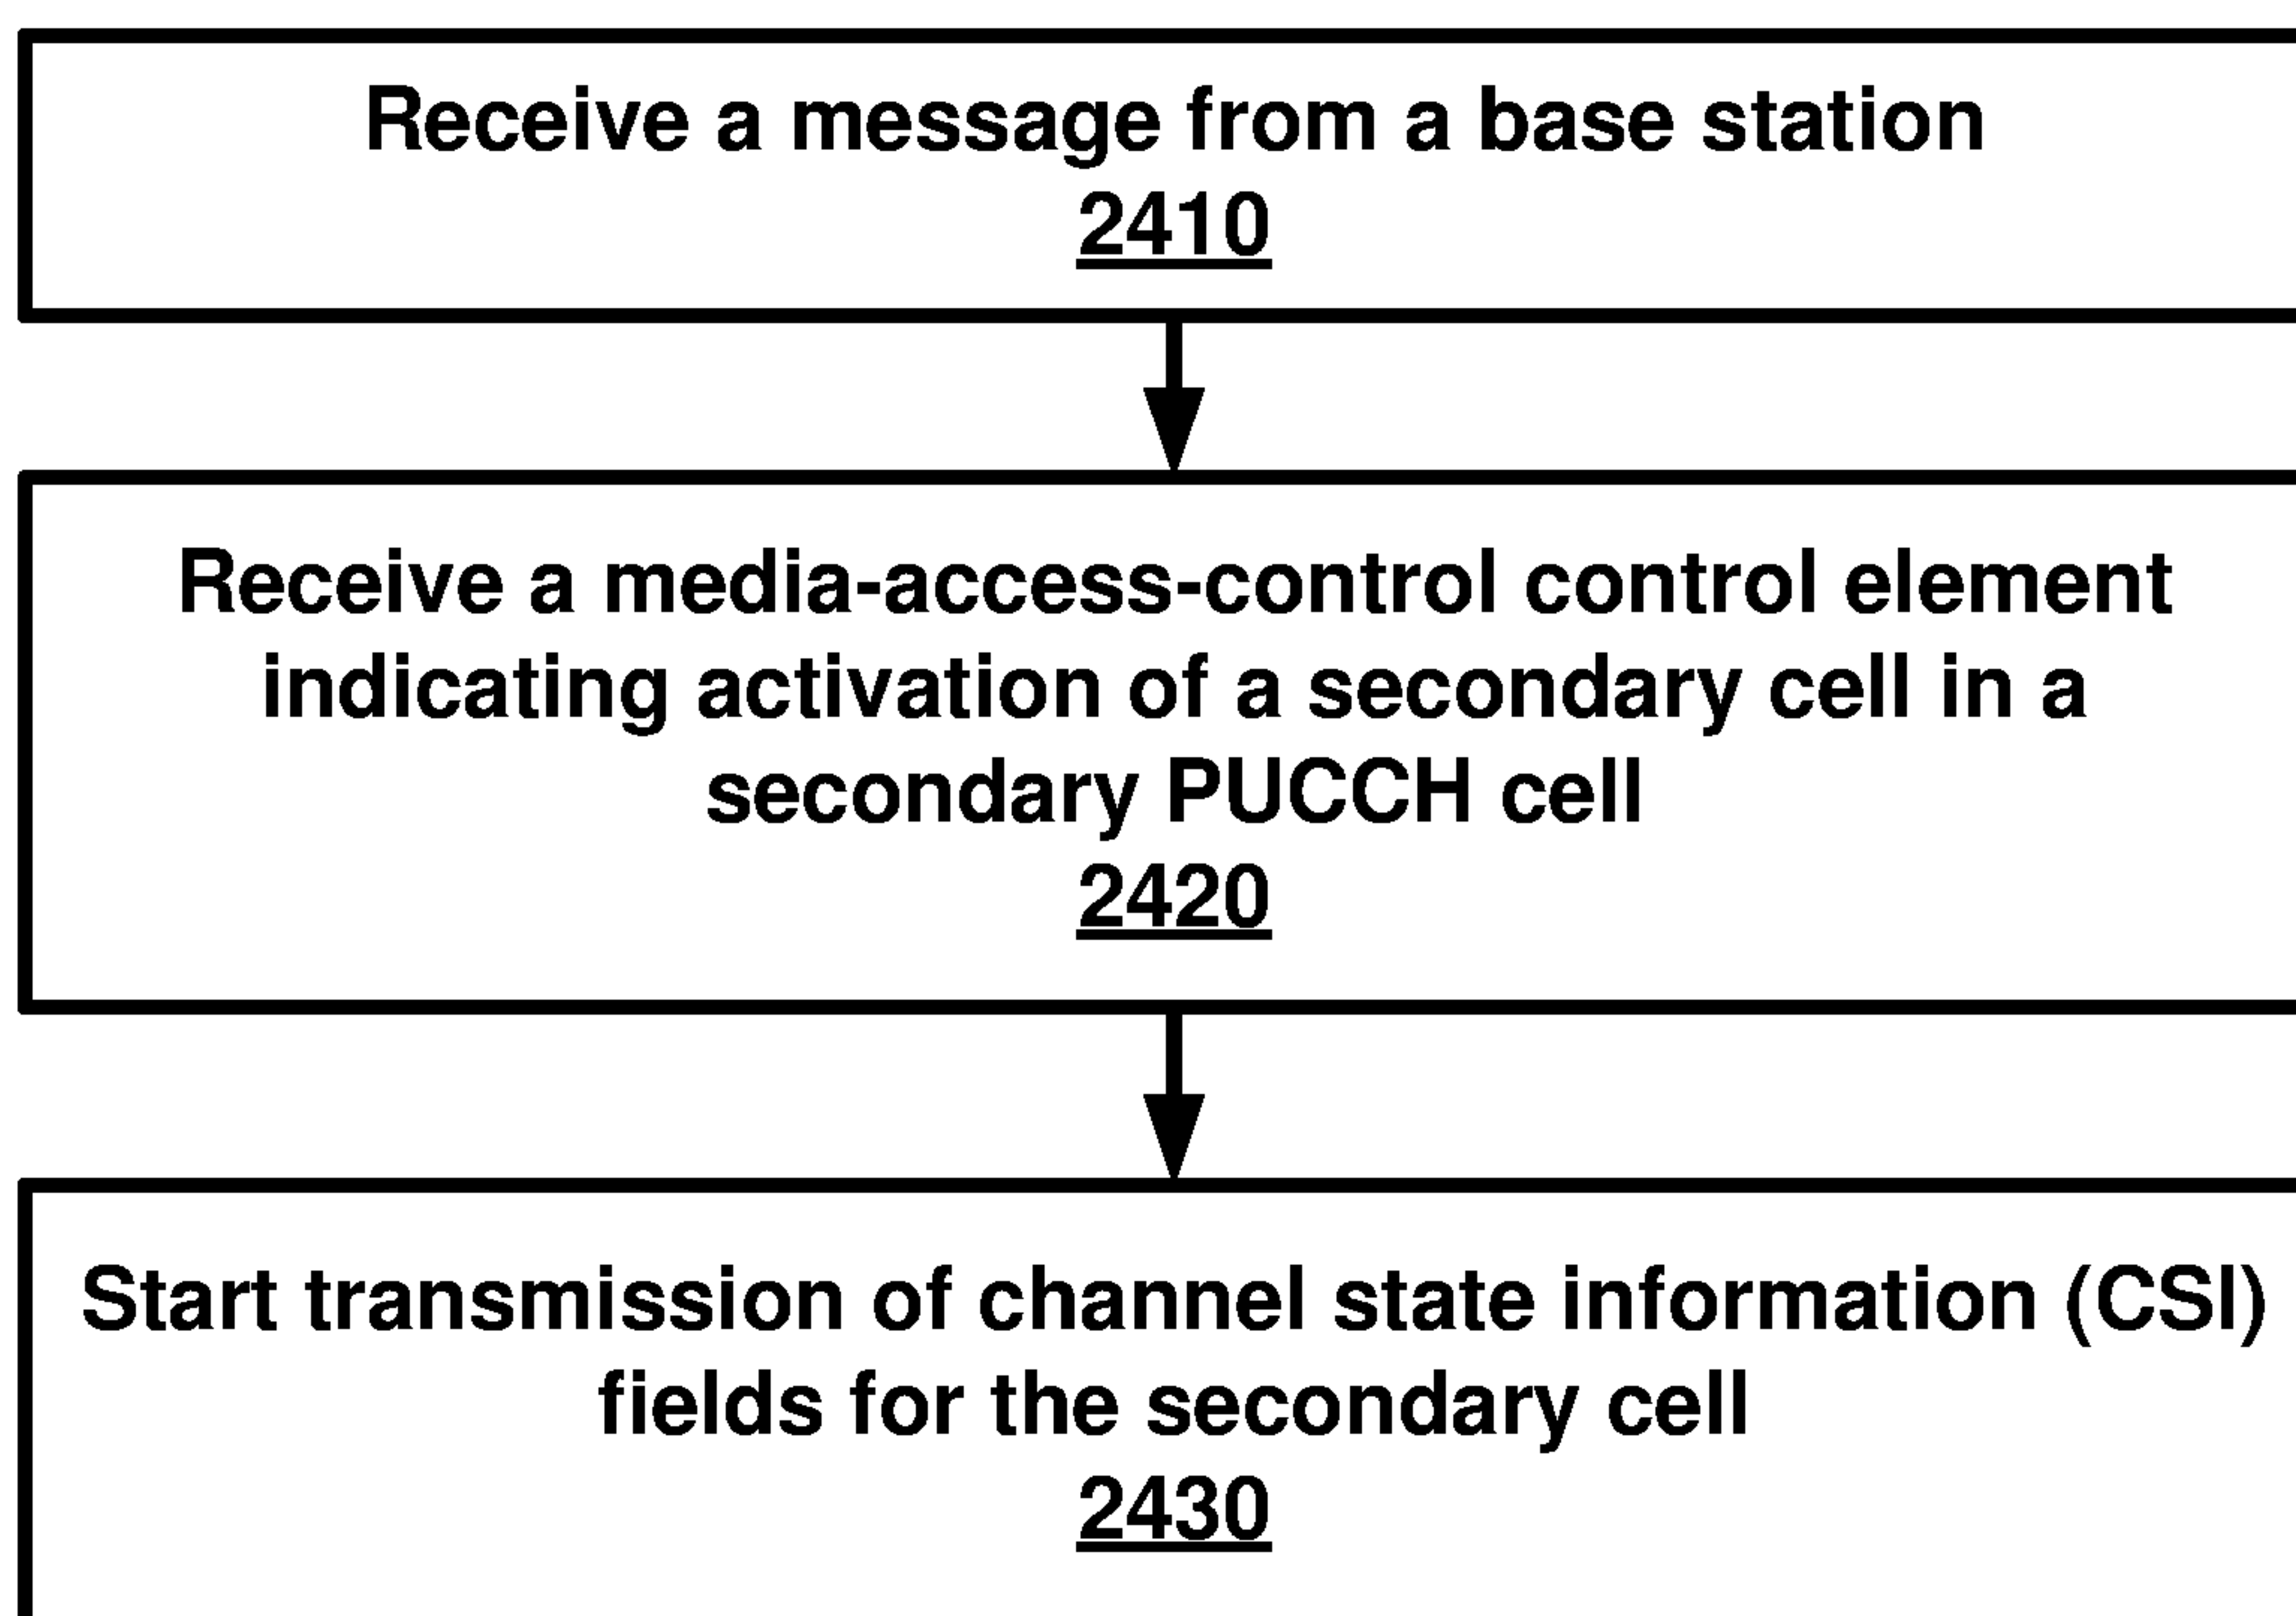 Receive a message from a base station
2410
Receive a media-access-control control element
indicating activation of a secondary cell in a
secondary PUCCH cell
2420
Start transmission of channel state information (CSI)
fields for the secondary cell
2430